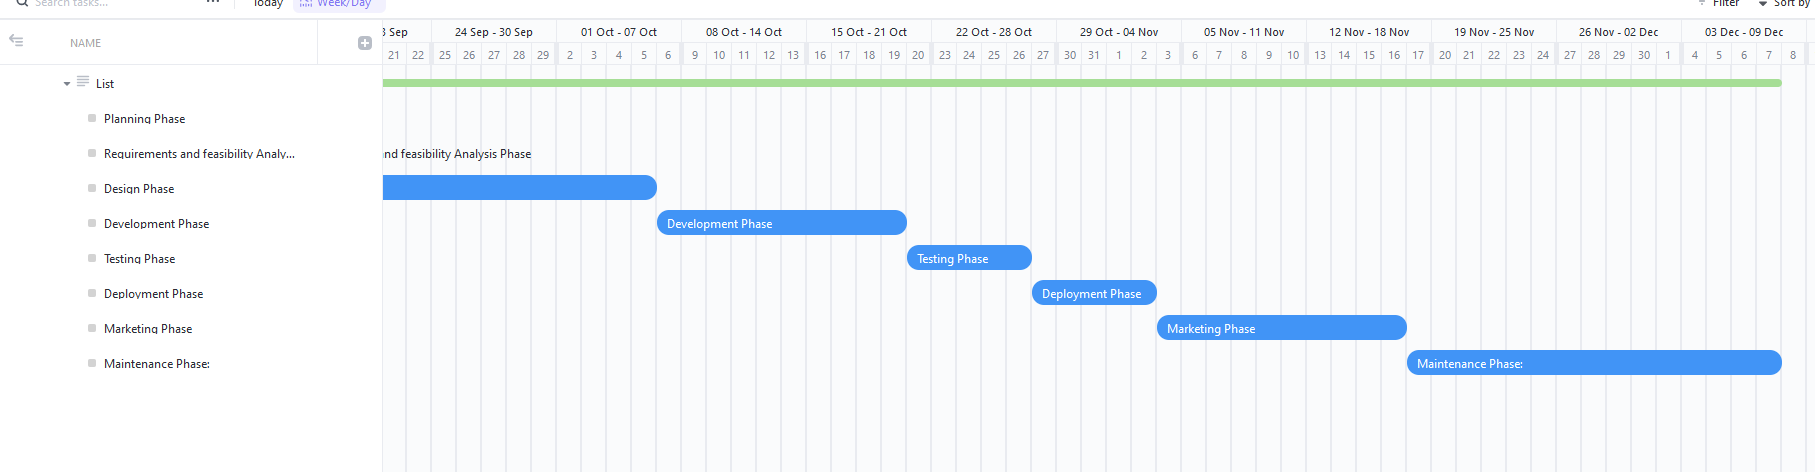 Search tasks...
Today
Week/Day
Filter
Sort by
NAME
3 Sep
24 Sep - 30 Sep
01 Oct - 07 Oct
08 Oct - 14 Oct
15 Oct - 21 Oct
22 Oct - 28 Oct
29 Oct - 04 Nov
05 Nov - 11 Nov
12 Nov - 18 Nov
19 Nov - 25 Nov
26 Nov - 02 Dec
03 Dec - 09 Dec
21 22 25 26 27 28 29 2 3 4 5 6 9 10 11 12 13 16 17 18 19 20 23 24 25 26 27 30 31 1 2 3 6 7 8 9 10 13 14 15 16 17 20 21 22 23 24 27 28 29 30 1 4 5 6 7 8
List
Planning Phase
Requirements and feasibility Analy...
and feasibility Analysis Phase
Design Phase
Development Phase
Development Phase
Testing Phase
Testing Phase
Deployment Phase
Deployment Phase
Marketing Phase
Marketing Phase
Maintenance Phase:
Maintenance Phase: